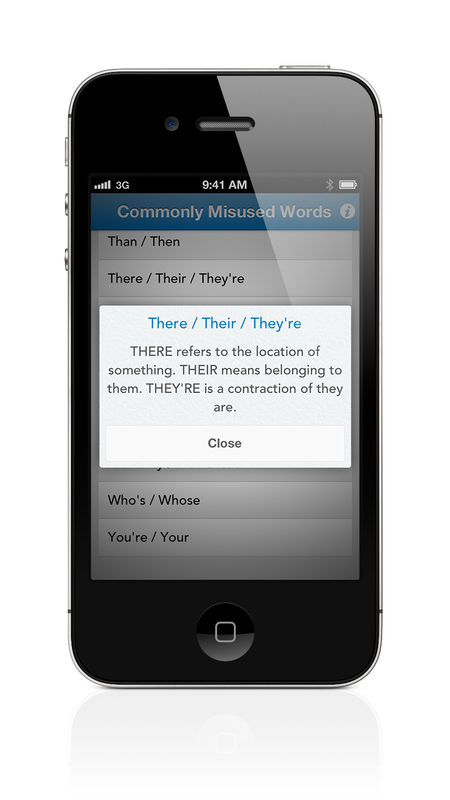 3G 9:41 AM
Commonly Misused Words
Than / Then
There / Their / They're
There / Their / They're
THERE refers to the location of
something. THEIR means belonging to
them. THEY'RE is a contraction of they
are.
Close
Who's / Whose
You're / Your